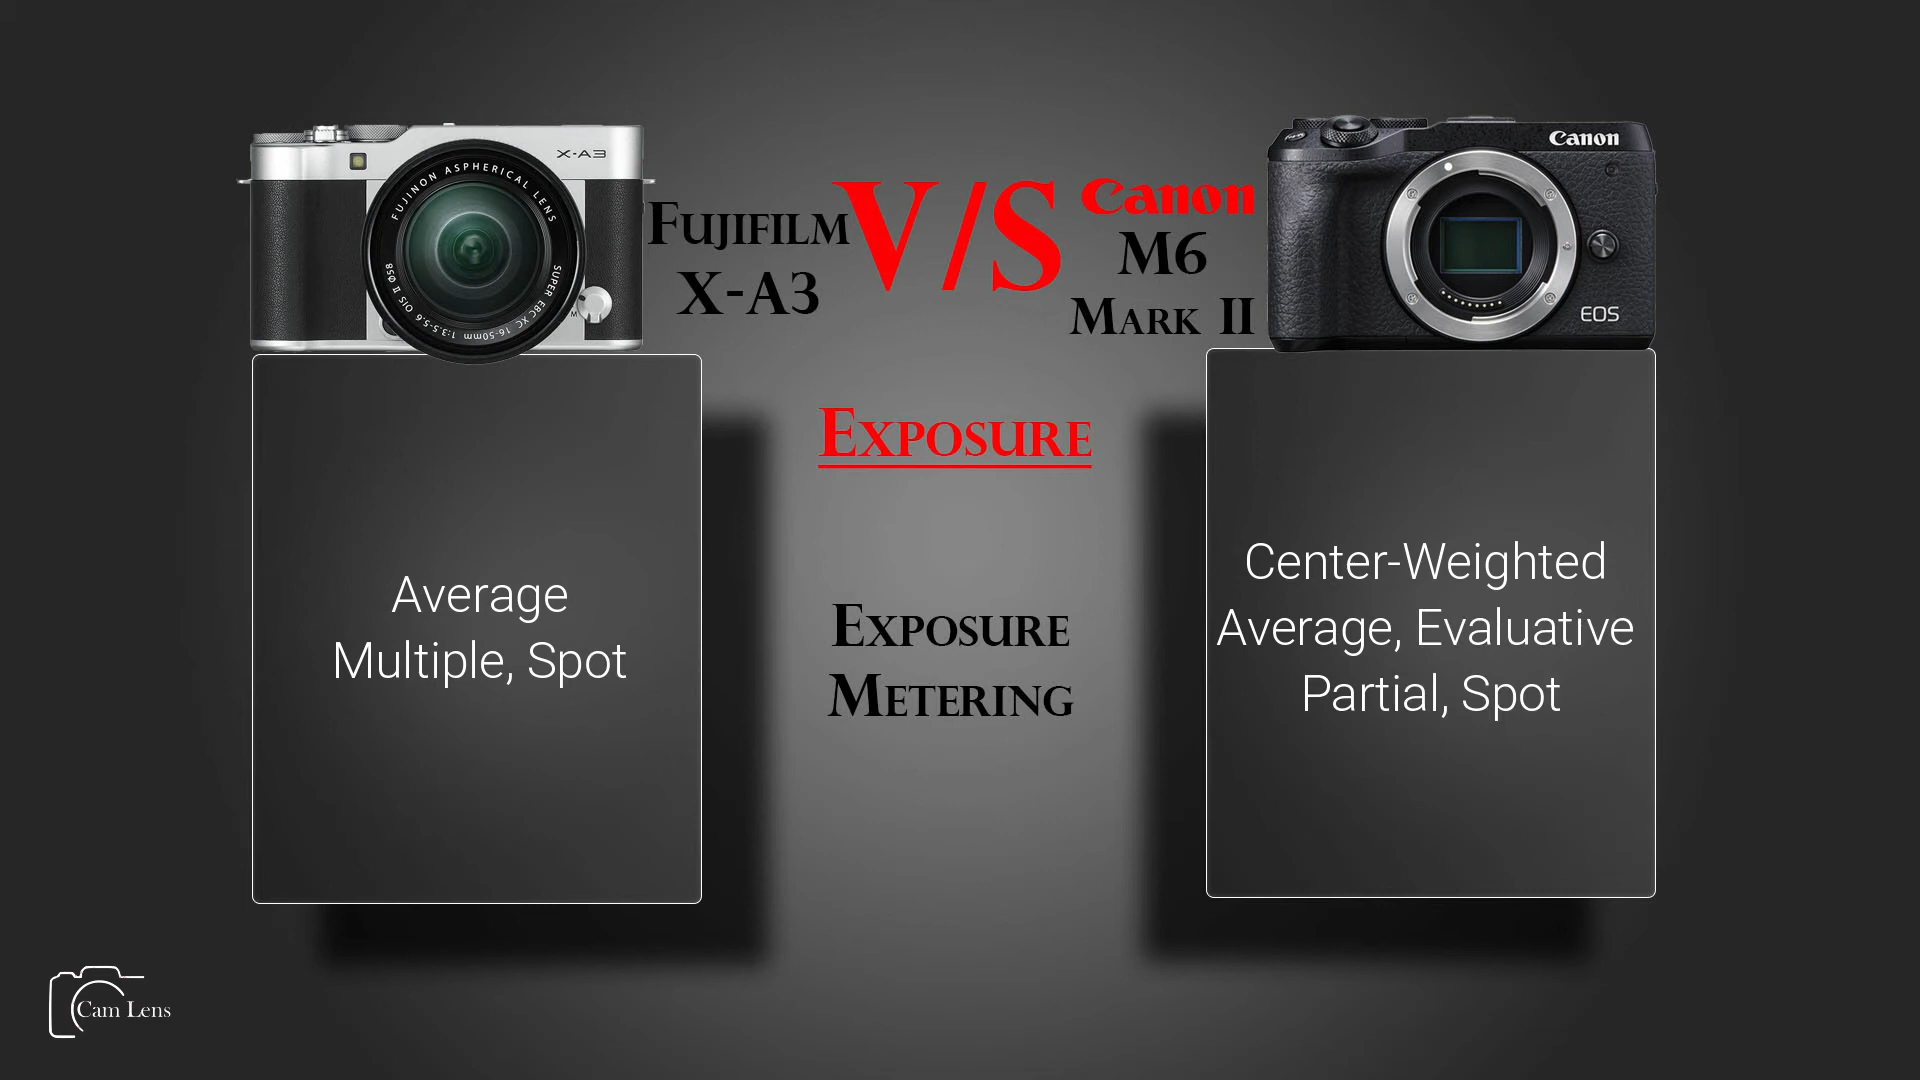 X-A3
FUJINON ASPHERICAL LENS
SUPER EBC XC 16-50mm 1:3.5-5.6 OIS II Ø58
Fujifilm
X-A3
V/S
Canon
M6
Mark II
Canon
EOS
Exposure
Average
Multiple, Spot
Exposure
Metering
Center-Weighted
Average, Evaluative
Partial, Spot
Cam Lens